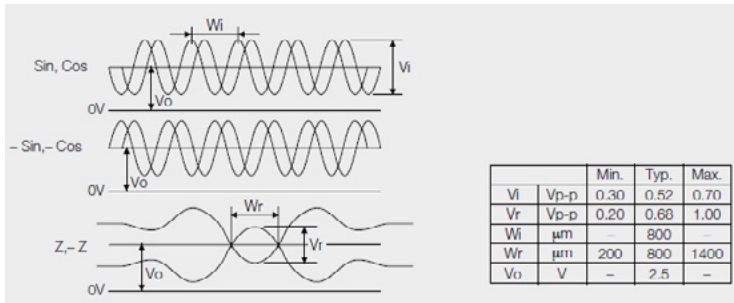 Wi
Sin, Cos
Vi
Vo
0V
– Sin,– Cos
Vo
0V
Wr
Z,– Z
Vr
Vo
0V
Min. Typ. Max.
Vi Vp-p 0.30 0.52 0.70
Vr Vp-p 0.20 0.68 1.00
Wi μm – 800 –
Wr μm 200 800 1400
Vo V – 2.5 –